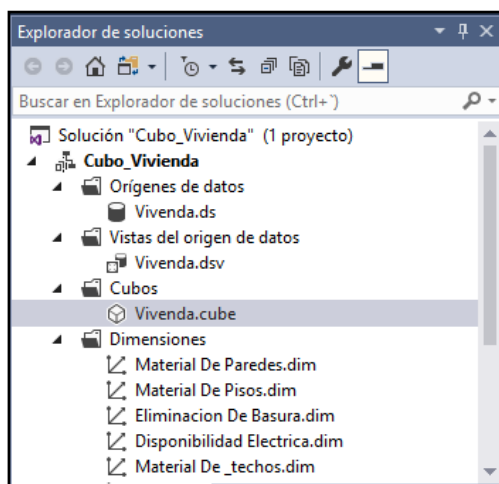 Explorador de soluciones
Buscar en Explorador de soluciones (Ctrl+`)
Solución "Cubo_Vivienda" (1 proyecto)
Cubo_Vivienda
Orígenes de datos
Vivenda.ds
Vistas del origen de datos
Vivenda.dsv
Cubos
Vivenda.cube
Dimensiones
Material De Paredes.dim
Material De Pisos.dim
Eliminacion De Basura.dim
Disponibilidad Electrica.dim
Material De _techos.dim